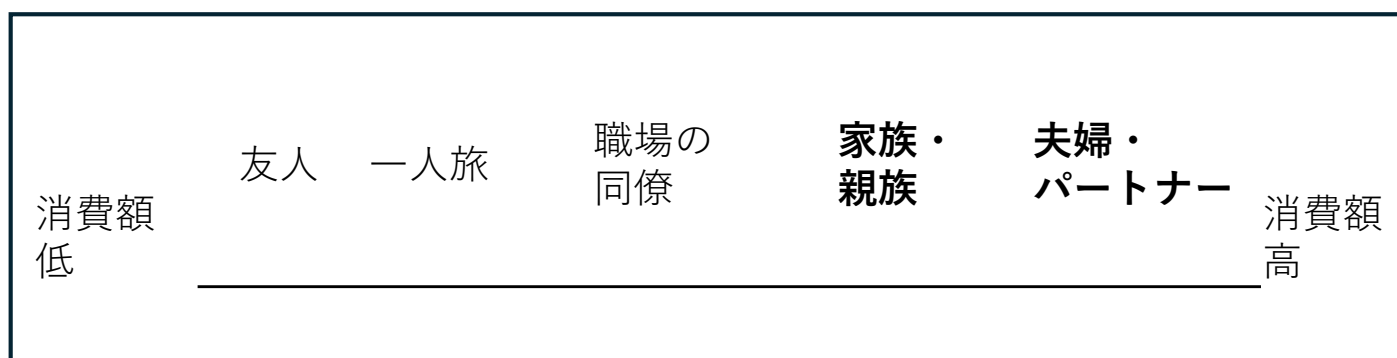 消費額
低
友人
一人旅
職場の
同僚
家族・
親族
夫婦・
パートナー
消費額
高